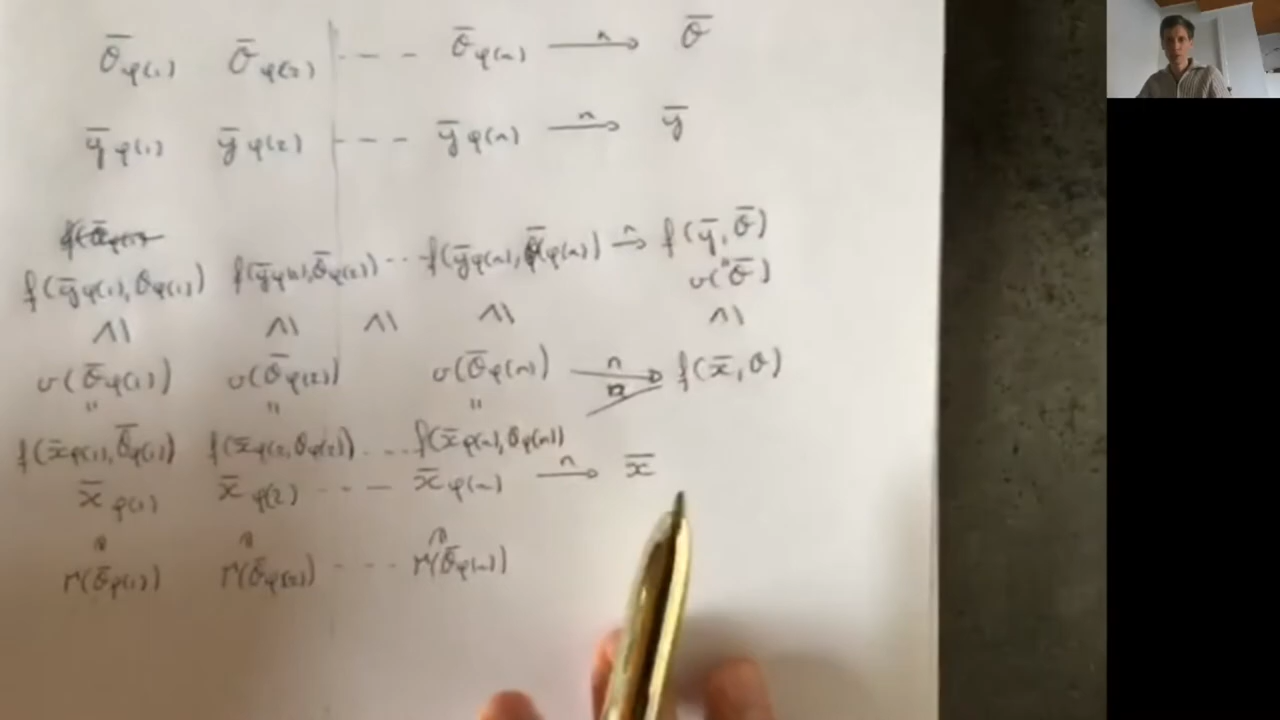 θ̄φ(1) θ̄φ(2) --- θ̄φ(n) —n→ θ̄
ȳφ(1) ȳφ(2) --- ȳφ(n) —n→ ȳ
f(ȳφ(1), θφ(1)) f(ȳφ(2), θ̄φ(2)) ... f(ȳφ(n), θ̄φ(n)) —n→ f(ȳ, θ̄)
v(θ̄)
∧| ∧| ∧| ∧| ∧|
v(θ̄φ(1)) v(θ̄φ(2)) v(θ̄φ(n)) —n→ f(x̄, θ)
" " " n
f(x̄φ(1), θ̄φ(1)) f(x̄φ(2), θφ(2)) ... f(x̄φ(n), θφ(n))
x̄φ(1) x̄φ(2) --- x̄φ(n) —n→ x̄
∩ ∩ ∩
Γ(θ̄φ(1)) Γ(θ̄φ(2)) --- Γ(θ̄φ(n))